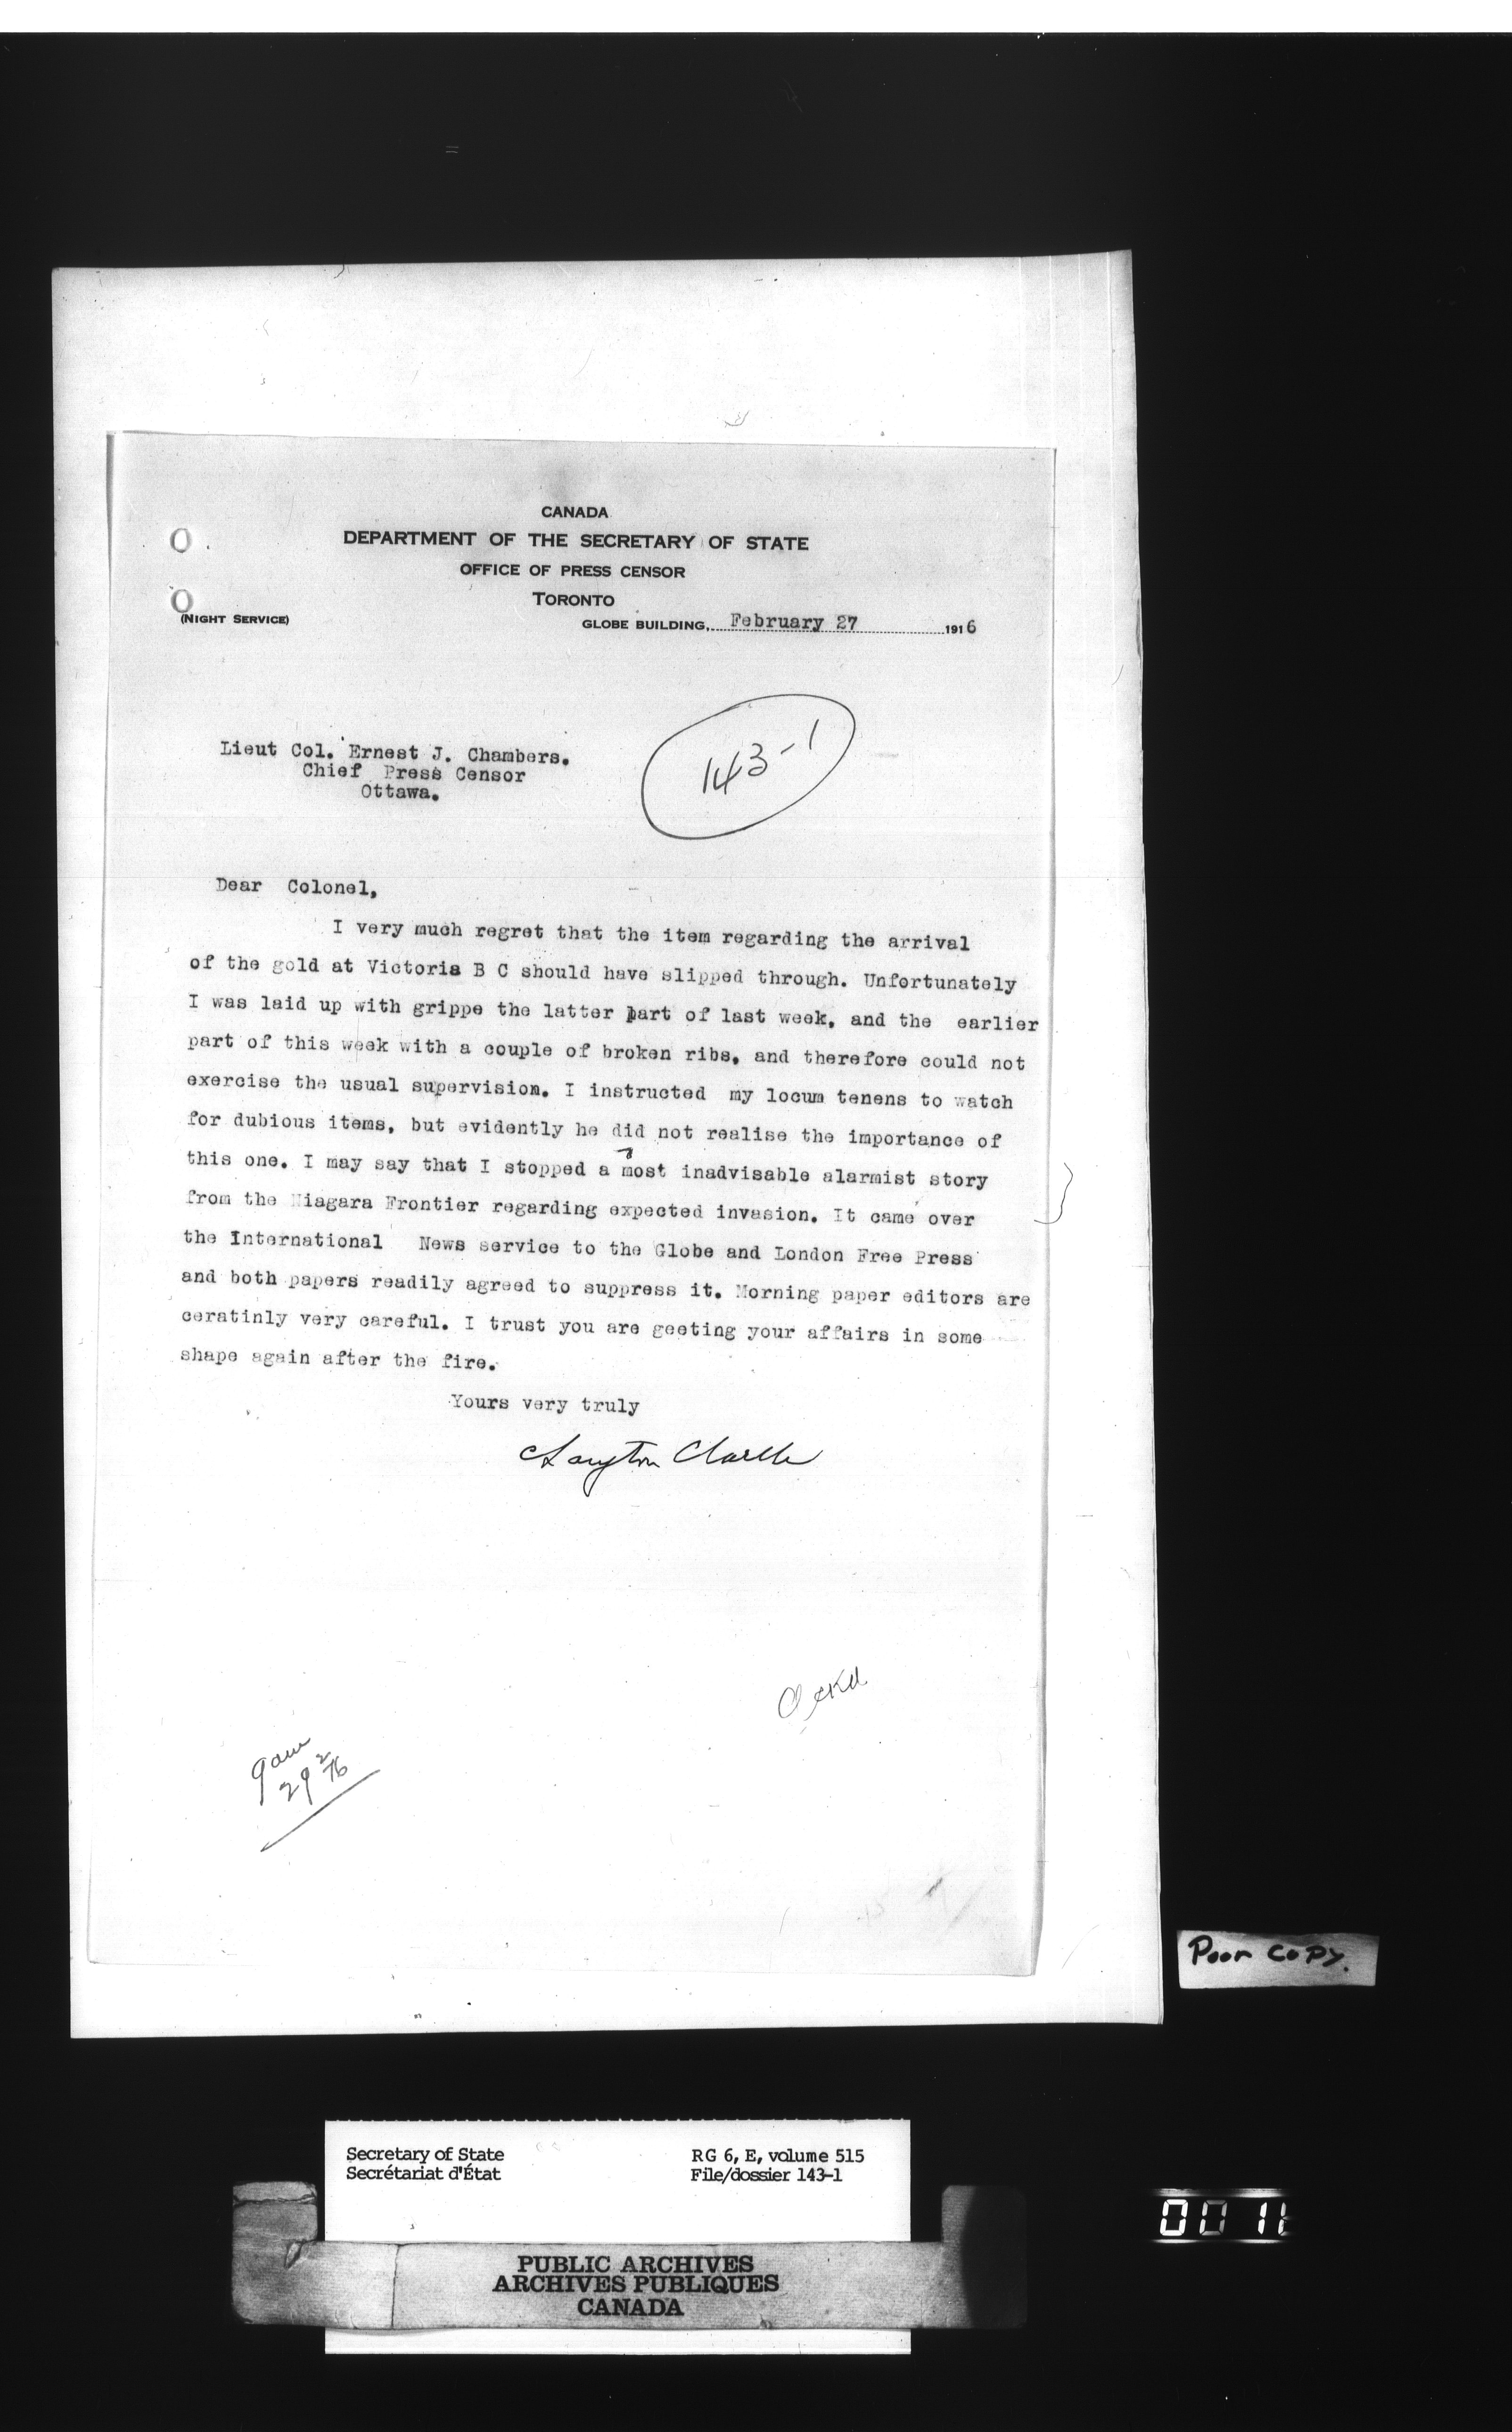 CANADA
DEPARTMENT OF THE SECRETARY OF STATE
OFFICE OF PRESS CENSOR
TORONTO
(NIGHT SERVICE)
GLOBE BUILDING, February 27 1916
143-1
Lieut Col. Ernest J. Chambers.
Chief Press Censor
Ottawa.
Dear Colonel,
I very much regret that the item regarding the arrival
of the gold at Victoria B C should have slipped through. Unfortunately
I was laid up with grippe the latter part of last week, and the earlier
part of this week with a couple of broken ribs, and therefore could not
exercise the usual supervision. I instructed my locum tenens to watch
for dubious items, but evidently he did not realise the importance of
this one. I may say that I stopped a most inadvisable alarmist story
from the Niagara Frontier regarding expected invasion. It came over
the International News service to the Globe and London Free Press
and both papers readily agreed to suppress it. Morning paper editors are
ceratinly very careful. I trust you are geeting your affairs in some
shape again after the fire.
Yours very truly
Langton Clarke
29 2/16
Poor Copy.
Secretary of State
Secrétariat d'État
RG 6, E, volume 515
File/dossier 143-1
PUBLIC ARCHIVES
ARCHIVES PUBLIQUES
CANADA